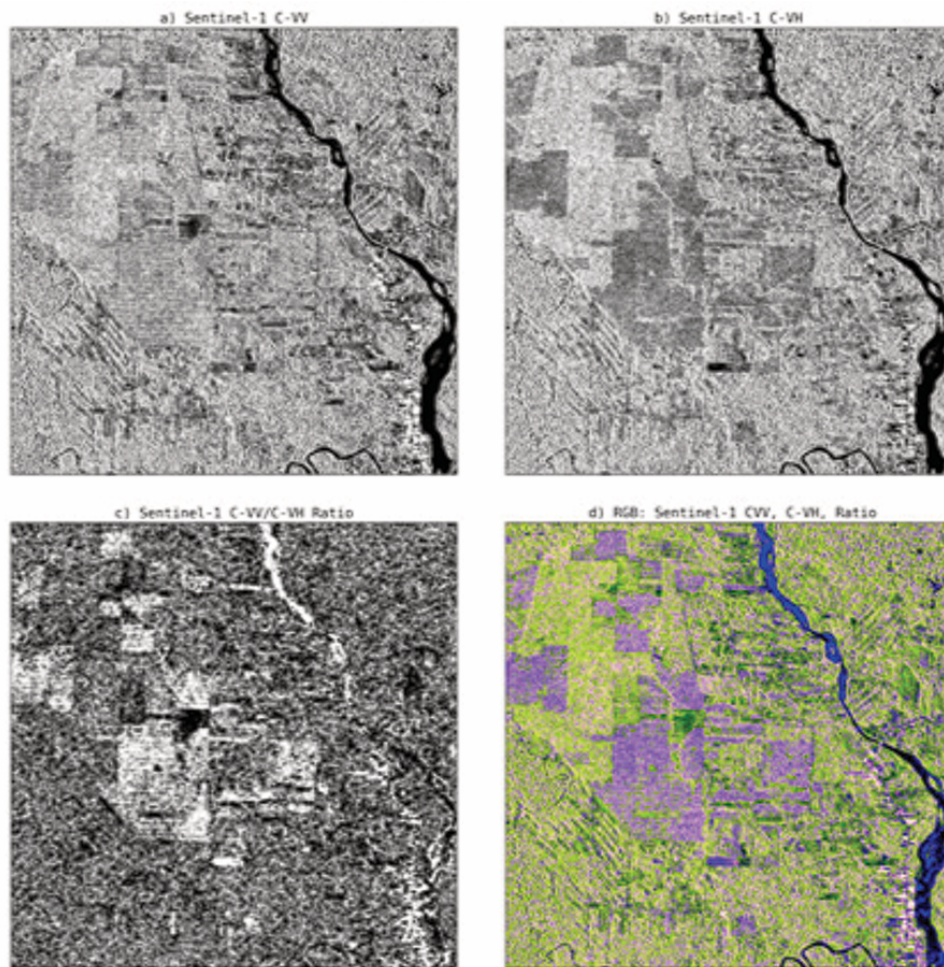 a) Sentinel-1 C-VV
b) Sentinel-1 C-VH
c) Sentinel-1 C-VV/C-VH Ratio
d) RGB: Sentinel-1 CVV, C-VH, Ratio